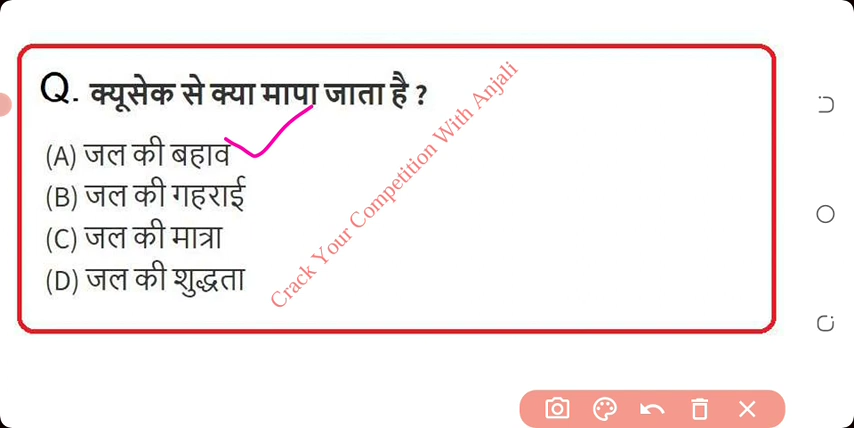 Q. क्यूसेक से क्या मापा जाता है ?
(A) जल की बहाव
(B) जल की गहराई
(C) जल की मात्रा
(D) जल की शुद्धता
Crack Your Competition With Anjali